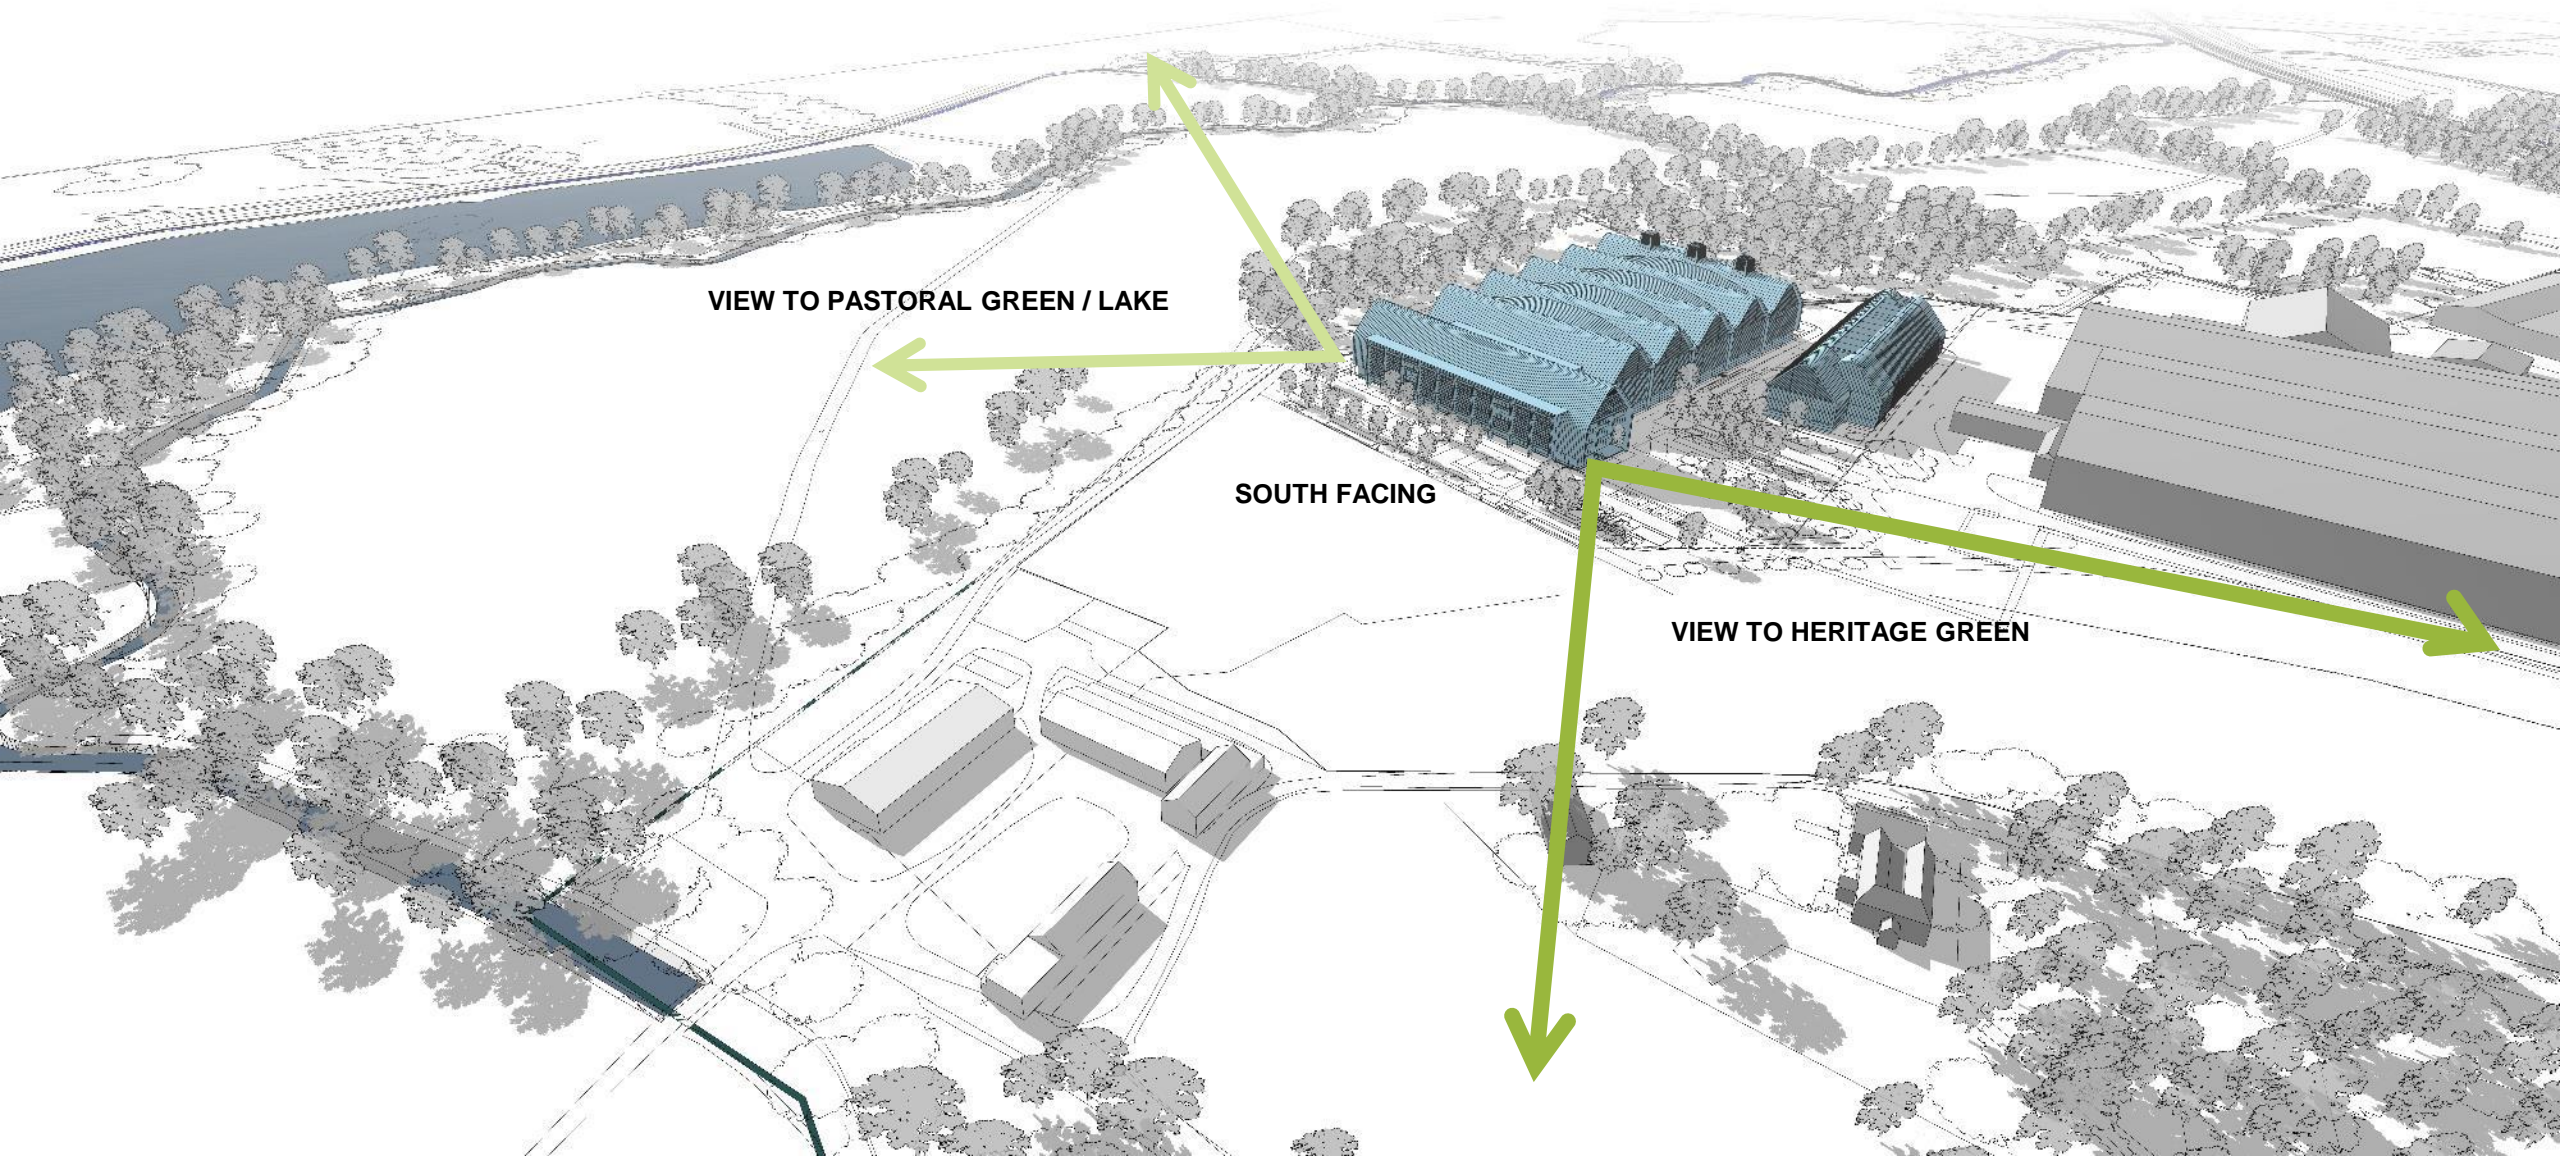 VIEW TO PASTORAL GREEN / LAKE
SOUTH FACING
VIEW TO HERITAGE GREEN